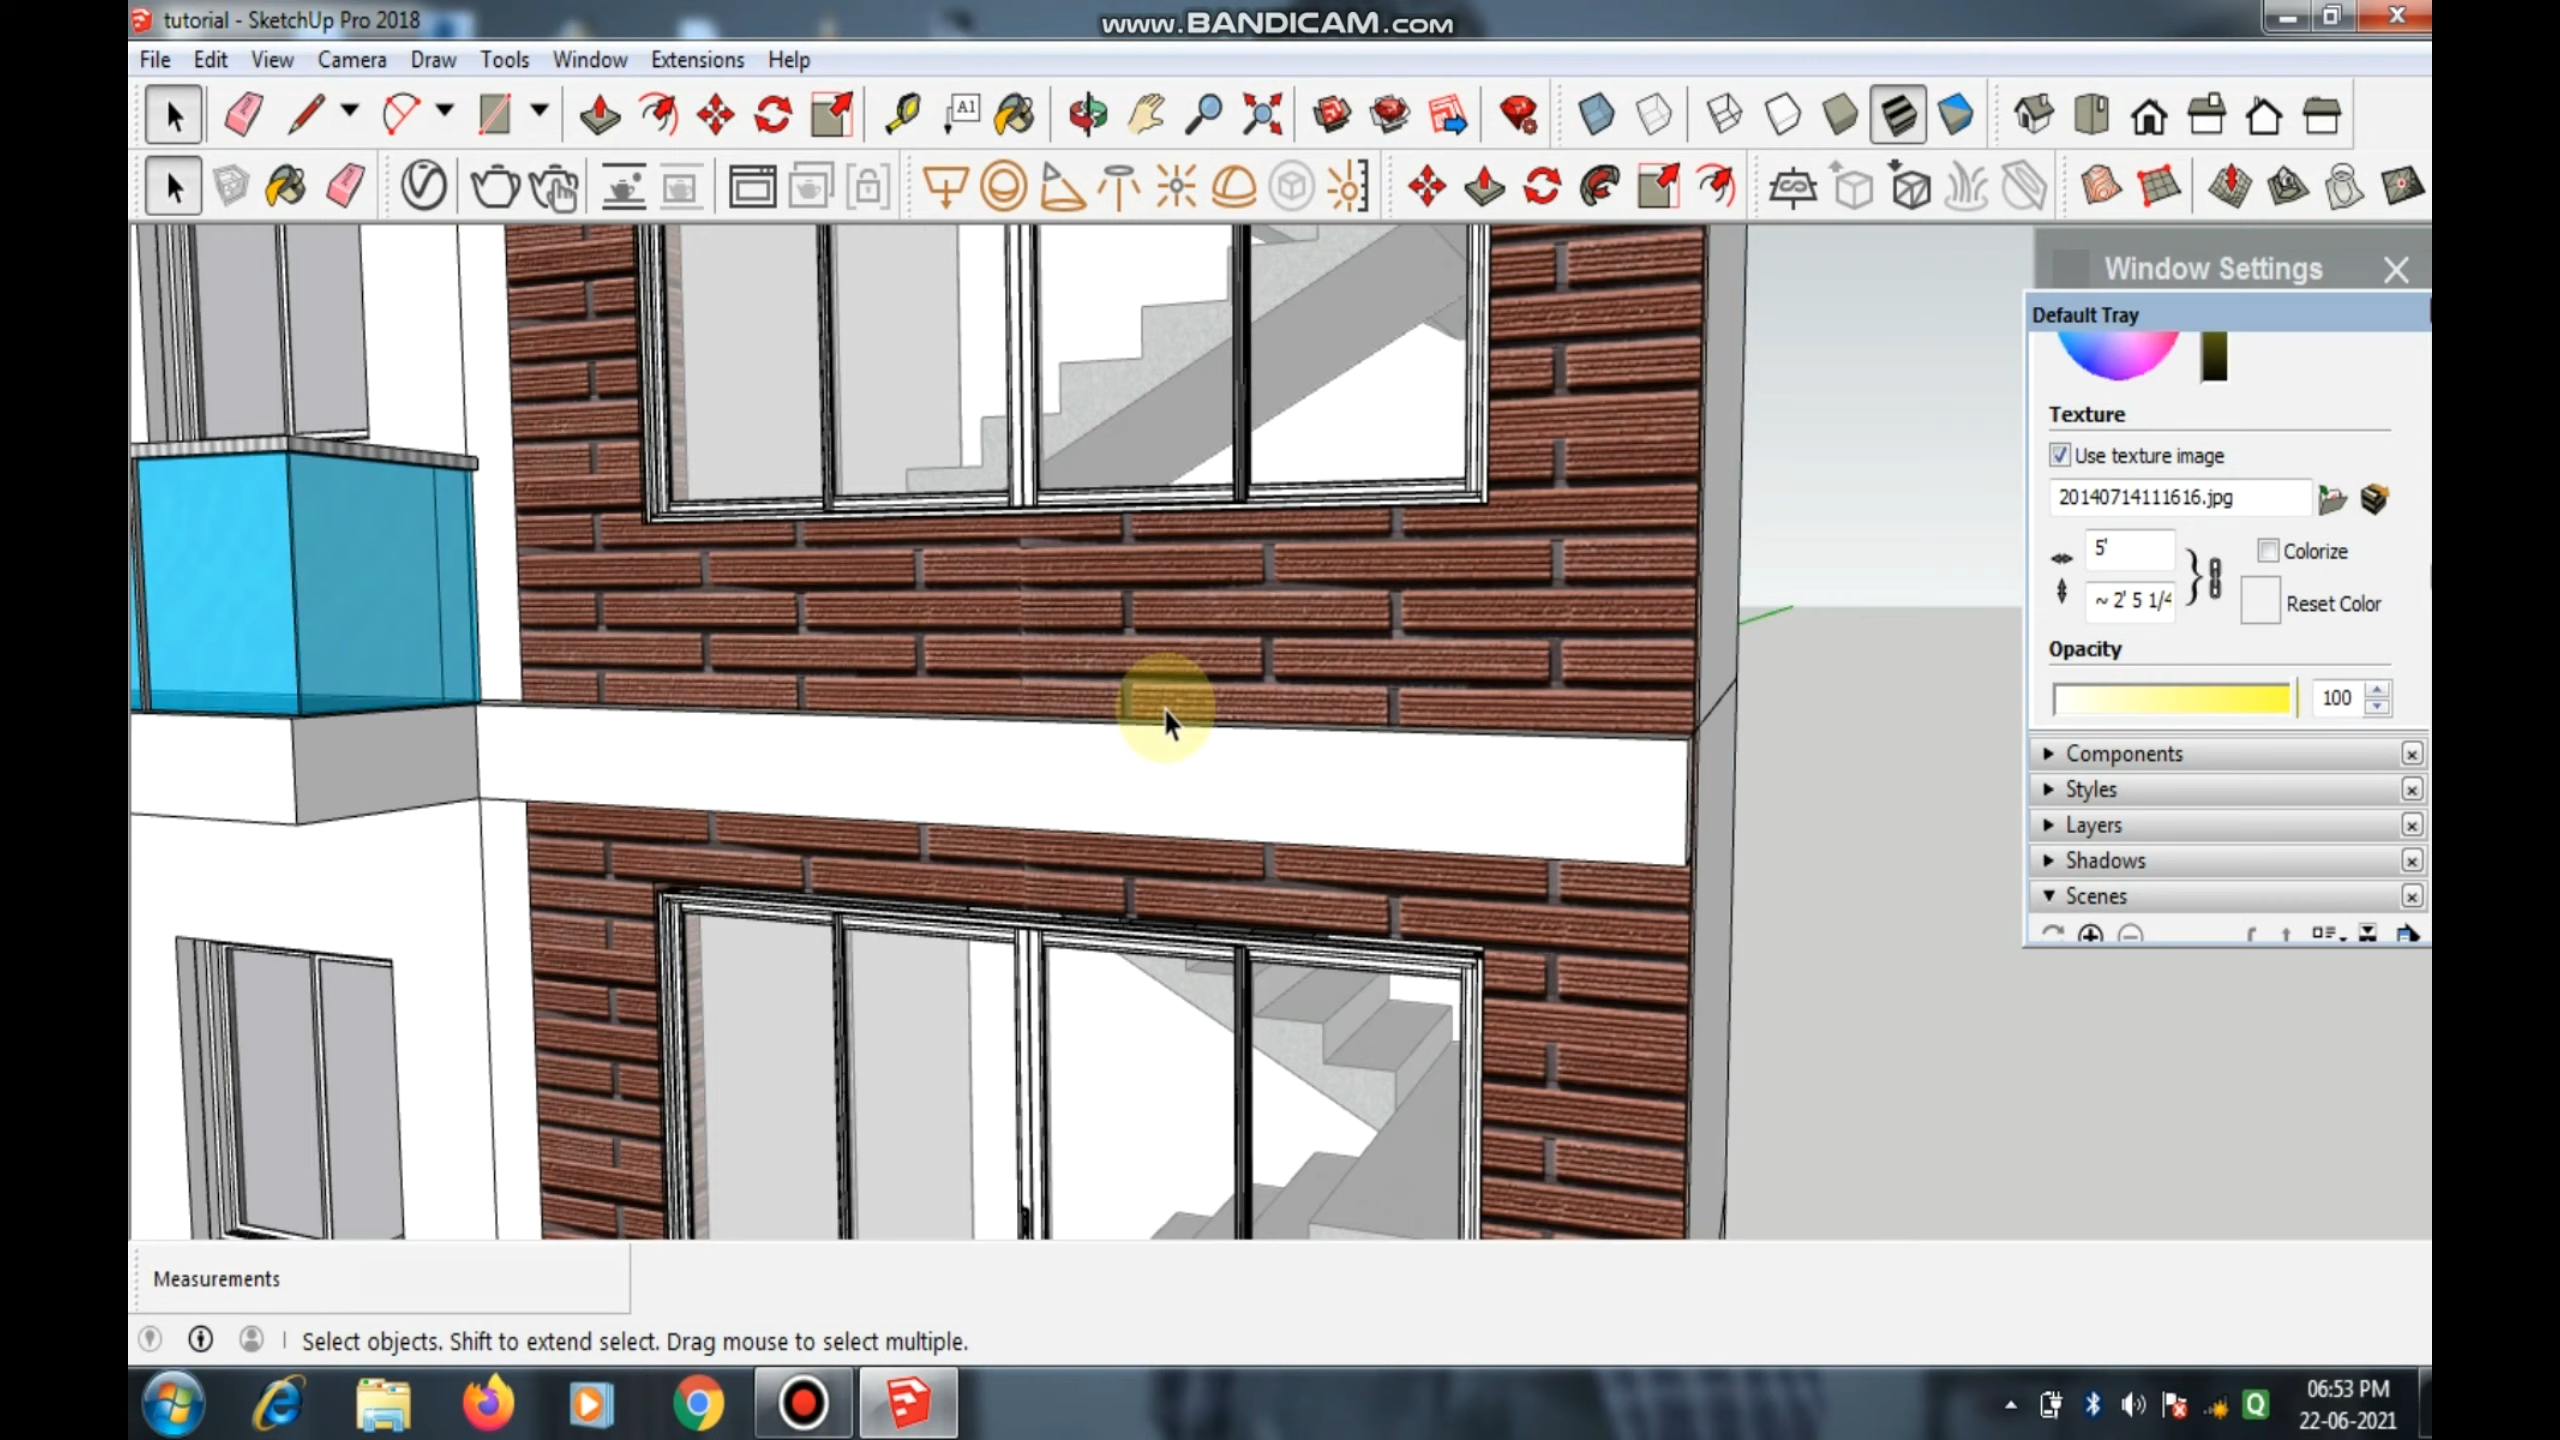 tutorial - SketchUp Pro 2018
www.BANDICAM.com
File Edit View Camera Draw Tools Window Extensions Help
A1
Window Settings
Default Tray
Texture
Use texture image
20140714111616.jpg
5'
Colorize
~ 2' 5 1/4
Reset Color
Opacity
100
Components
Styles
Layers
Shadows
Scenes
Measurements
Select objects. Shift to extend select. Drag mouse to select multiple.
06:53 PM
22-06-2021